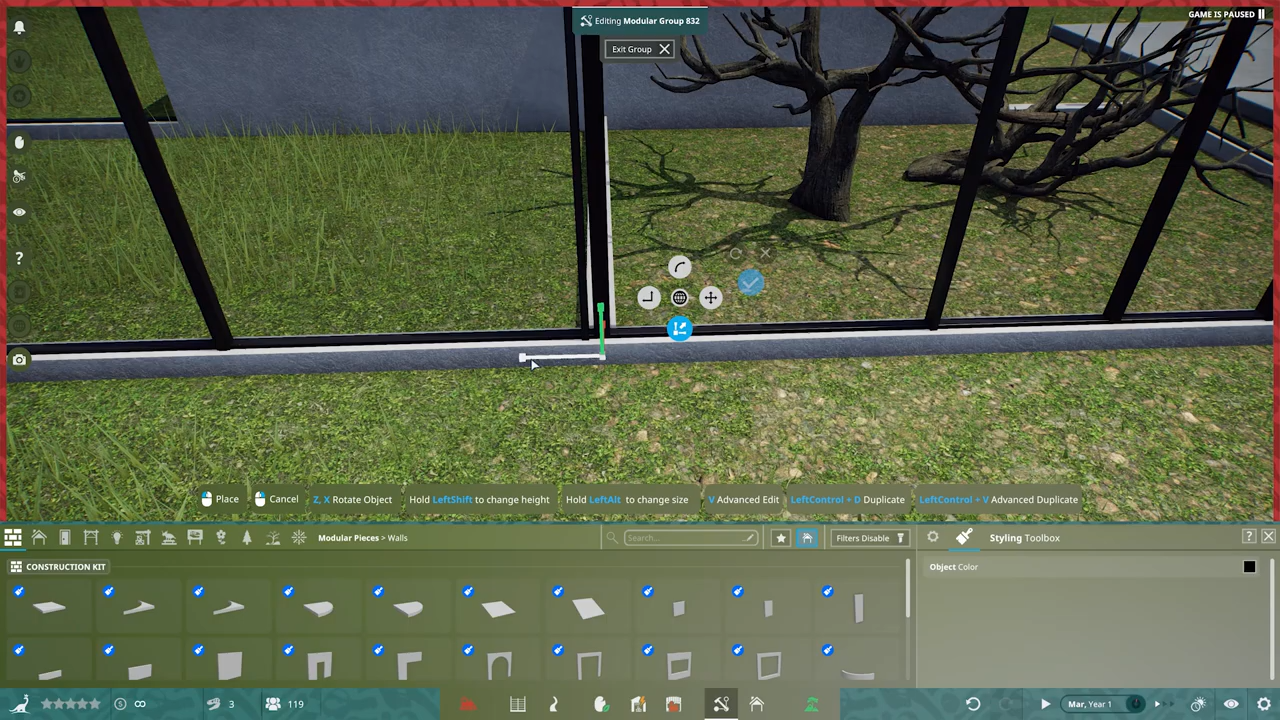 Editing Modular Group 832
GAME IS PAUSED
Exit Group
?
Place
Cancel
Z, X Rotate Object
Hold LeftShift to change height
Hold LeftAlt to change size
V Advanced Edit
LeftControl + D Duplicate
LeftControl + V Advanced Duplicate
Modular Pieces > Walls
Search...
Filters Disable
Styling Toolbox
?
CONSTRUCTION KIT
Object Color
3
119
Mar, Year 1